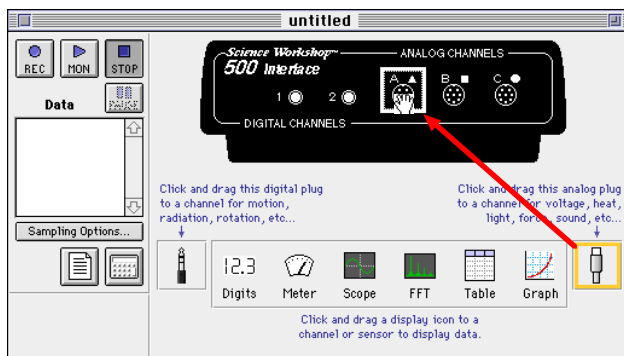 untitled
REC MON STOP
PAUSE
Data
Sampling Options...
Science Workshop™
500 Interface
ANALOG CHANNELS
A B C
1 2
DIGITAL CHANNELS
Click and drag this digital plug
to a channel for motion,
radiation, rotation, etc...
Click and drag this analog plug
to a channel for voltage, heat,
light, force, sound, etc...
12.3
Digits Meter Scope FFT Table Graph
Click and drag a display icon to a
channel or sensor to display data.